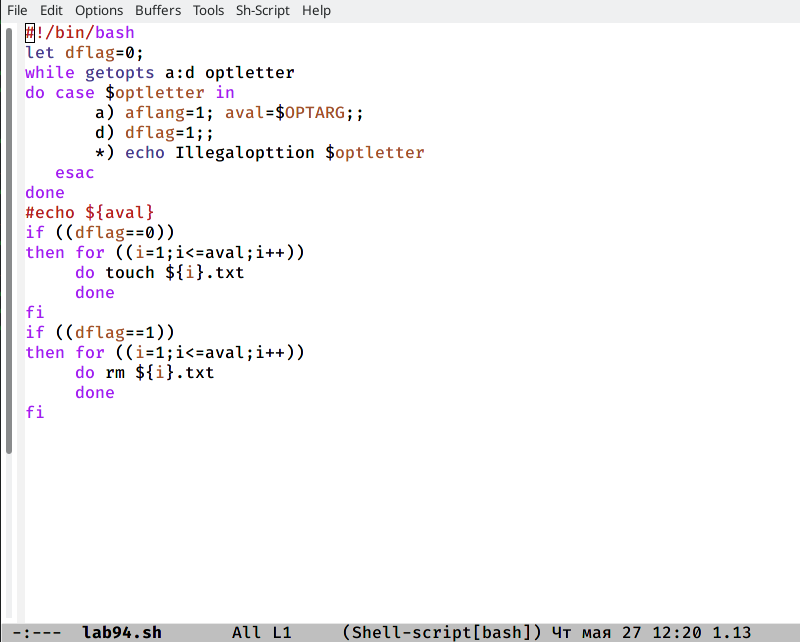 File Edit Options Buffers Tools Sh-Script Help
#!/bin/bash
let dflag=0;
while getopts a:d optletter
do case $optletter in
       a) aflang=1; aval=$OPTARG;;
       d) dflag=1;;
       *) echo Illegalopttion $optletter
   esac
done
#echo ${aval}
if ((dflag==0))
then for ((i=1;i<=aval;i++))
     do touch ${i}.txt
     done
fi
if ((dflag==1))
then for ((i=1;i<=aval;i++))
     do rm ${i}.txt
     done
fi
-:---  lab94.sh       All L1     (Shell-script[bash]) Чт мая 27 12:20 1.13